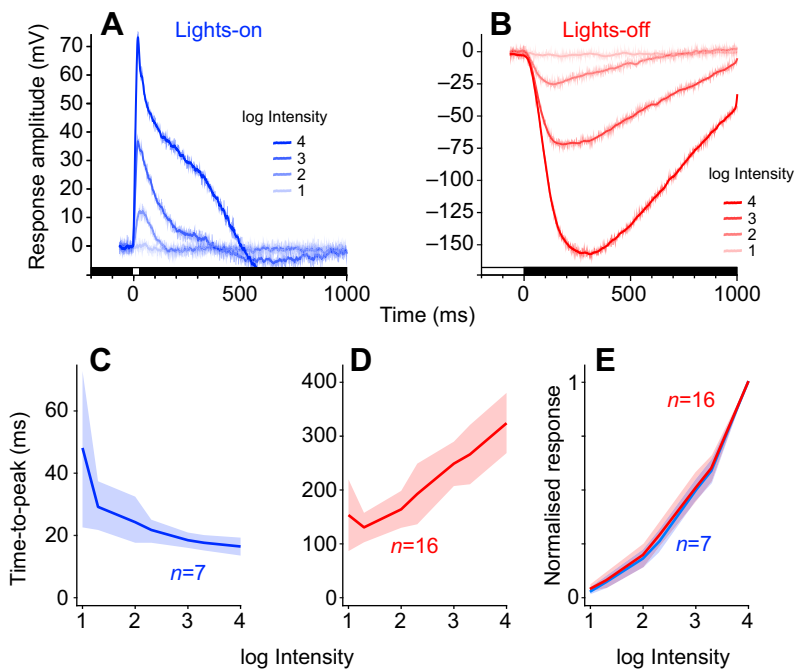 A
Lights-on
Response amplitude (mV)
70
60
50
40
30
20
10
0
log Intensity
4
3
2
1
0
500
1000
B
Lights-off
0
−25
−50
−75
−100
−125
−150
log Intensity
4
3
2
1
0
500
1000
Time (ms)
C
Time-to-peak (ms)
60
40
20
0
n=7
1
2
3
4
D
400
300
200
100
0
n=16
1
2
3
4
log Intensity
E
Normalised response
1
0
n=16
n=7
1
2
3
4
log Intensity